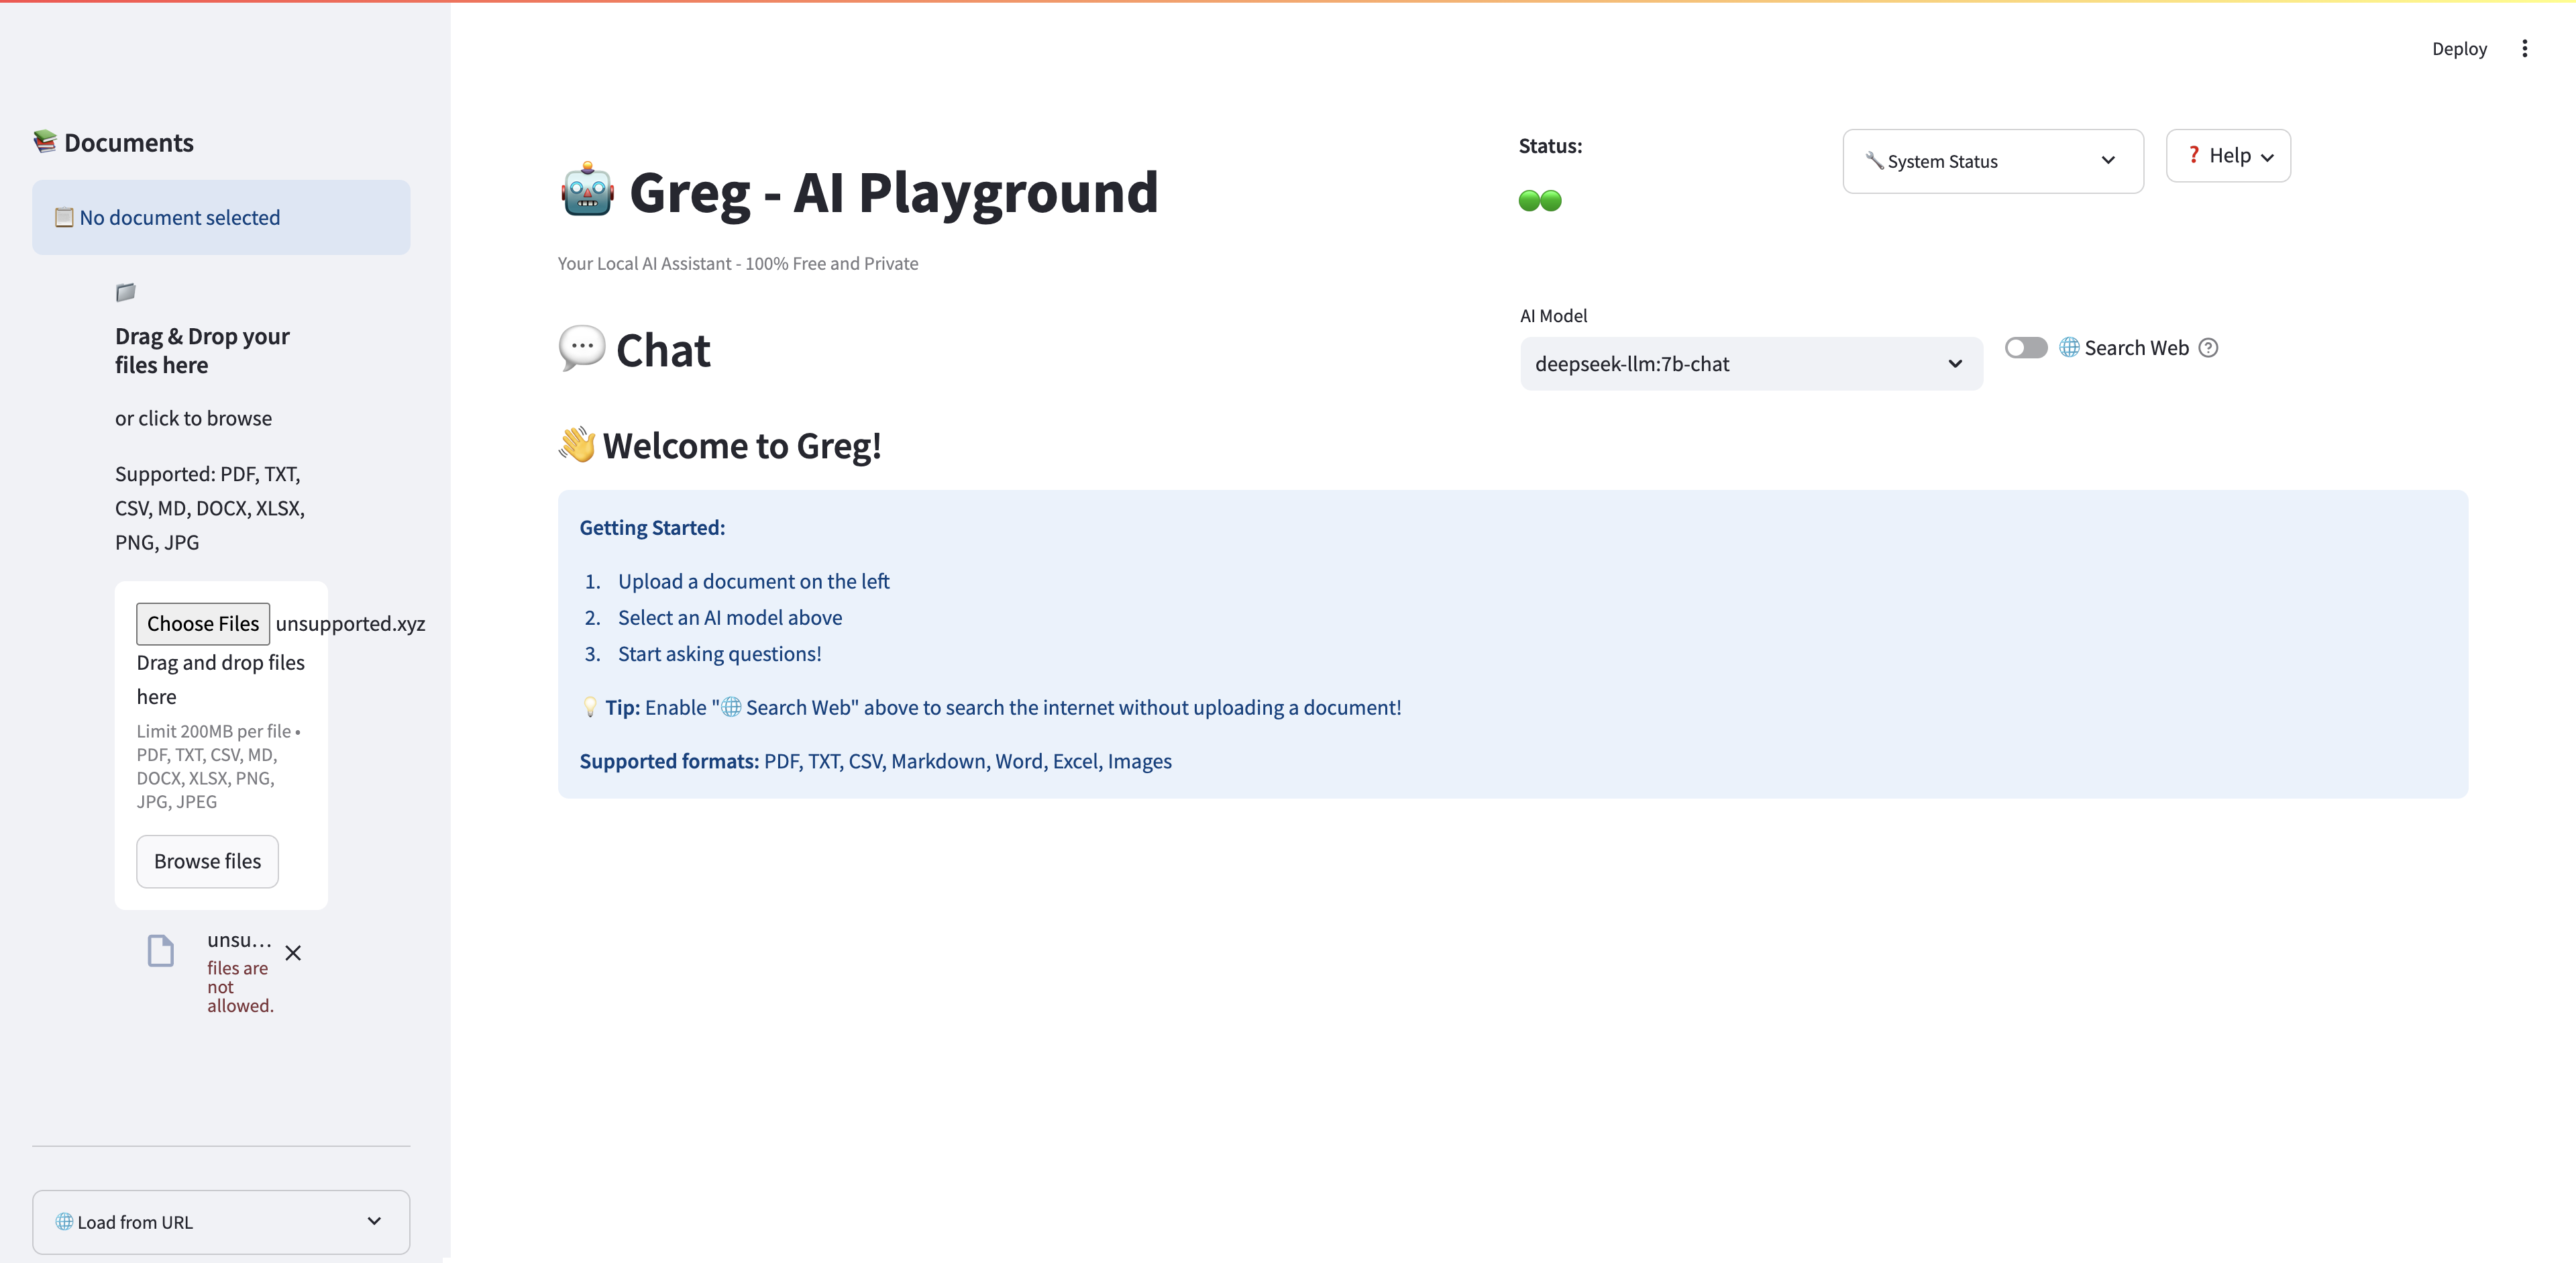 Deploy
📚 Documents
📋 No document selected
📁
Drag & Drop your
files here
or click to browse
Supported: PDF, TXT,
CSV, MD, DOCX, XLSX,
PNG, JPG
Choose Files unsupported.xyz
Drag and drop files
here
Limit 200MB per file •
PDF, TXT, CSV, MD,
DOCX, XLSX, PNG,
JPG, JPEG
Browse files
unsu...
files are
not
allowed.
🌐 Load from URL
🤖 Greg - AI Playground
Your Local AI Assistant - 100% Free and Private
Status:
🟢🟢
🔧 System Status
❓ Help
💬 Chat
AI Model
deepseek-llm:7b-chat
🌐 Search Web
👋 Welcome to Greg!
Getting Started:
1. Upload a document on the left
2. Select an AI model above
3. Start asking questions!
💡 Tip: Enable "🌐 Search Web" above to search the internet without uploading a document!
Supported formats: PDF, TXT, CSV, Markdown, Word, Excel, Images